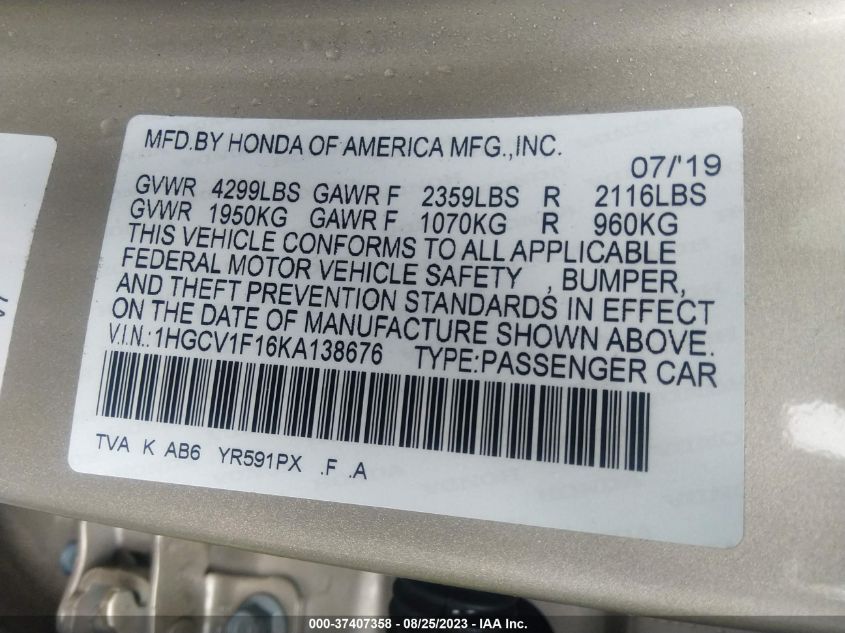 MFD.BY HONDA OF AMERICA MFG.,INC.
07/'19
GVWR 4299LBS GAWR F 2359LBS R 2116LBS
GVWR 1950KG GAWR F 1070KG R 960KG
THIS VEHICLE CONFORMS TO ALL APPLICABLE
FEDERAL MOTOR VEHICLE SAFETY , BUMPER,
AND THEFT PREVENTION STANDARDS IN EFFECT
ON THE DATE OF MANUFACTURE SHOWN ABOVE.
V.I.N.:1HGCV1F16KA138676 TYPE:PASSENGER CAR
TVA K AB6 YR591PX .F .A
000-37407358 - 08/25/2023 - IAA Inc.